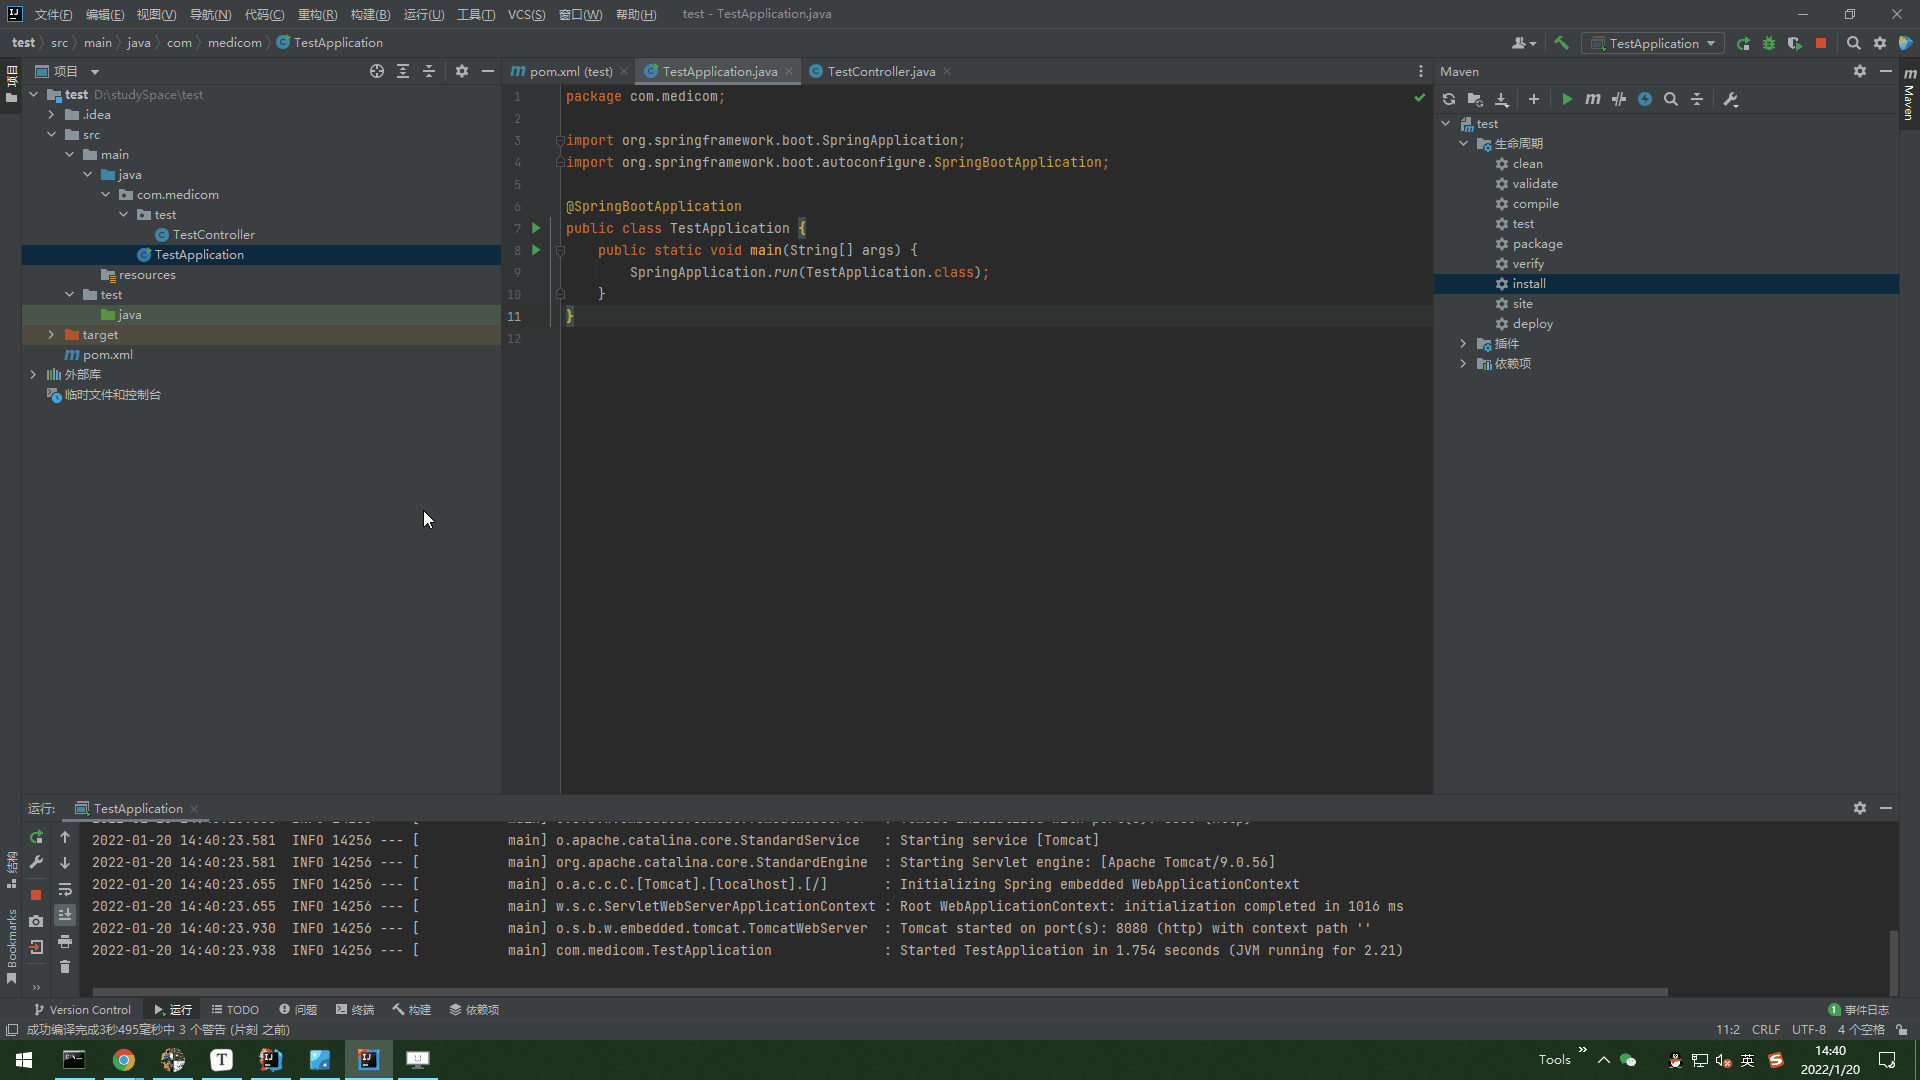 文件(F) 编辑(E) 视图(V) 导航(N) 代码(C) 重构(R) 构建(B) 运行(U) 工具(T) VCS(S) 窗口(W) 帮助(H) test - TestApplication.java
test src main java com medicom TestApplication
TestApplication
项目
项目
pom.xml (test) TestApplication.java TestController.java
Maven
Maven
test D:\studySpace\test
.idea
src
main
java
com.medicom
test
TestController
TestApplication
resources
test
java
target
pom.xml
外部库
临时文件和控制台
1 package com.medicom;
2
3 import org.springframework.boot.SpringApplication;
4 import org.springframework.boot.autoconfigure.SpringBootApplication;
5
6 @SpringBootApplication
7 public class TestApplication {
8 public static void main(String[] args) {
9 SpringApplication.run(TestApplication.class);
10 }
11 }
12
test
生命周期
clean
validate
compile
test
package
verify
install
site
deploy
插件
依赖项
运行: TestApplication
2022-01-20 14:40:23.581 INFO 14256 --- [ main] o.apache.catalina.core.StandardService : Starting service [Tomcat]
2022-01-20 14:40:23.581 INFO 14256 --- [ main] org.apache.catalina.core.StandardEngine : Starting Servlet engine: [Apache Tomcat/9.0.56]
2022-01-20 14:40:23.655 INFO 14256 --- [ main] o.a.c.c.C.[Tomcat].[localhost].[/] : Initializing Spring embedded WebApplicationContext
2022-01-20 14:40:23.655 INFO 14256 --- [ main] w.s.c.ServletWebServerApplicationContext : Root WebApplicationContext: initialization completed in 1016 ms
2022-01-20 14:40:23.930 INFO 14256 --- [ main] o.s.b.w.embedded.tomcat.TomcatWebServer : Tomcat started on port(s): 8080 (http) with context path ''
2022-01-20 14:40:23.938 INFO 14256 --- [ main] com.medicom.TestApplication : Started TestApplication in 1.754 seconds (JVM running for 2.21)
结构
Bookmarks
Version Control 运行 TODO 问题 终端 构建 依赖项 1 事件日志
成功编译完成3秒495毫秒中 3 个警告 (片刻 之前) 11:2 CRLF UTF-8 4 个空格
Tools 英 14:40
2022/1/20